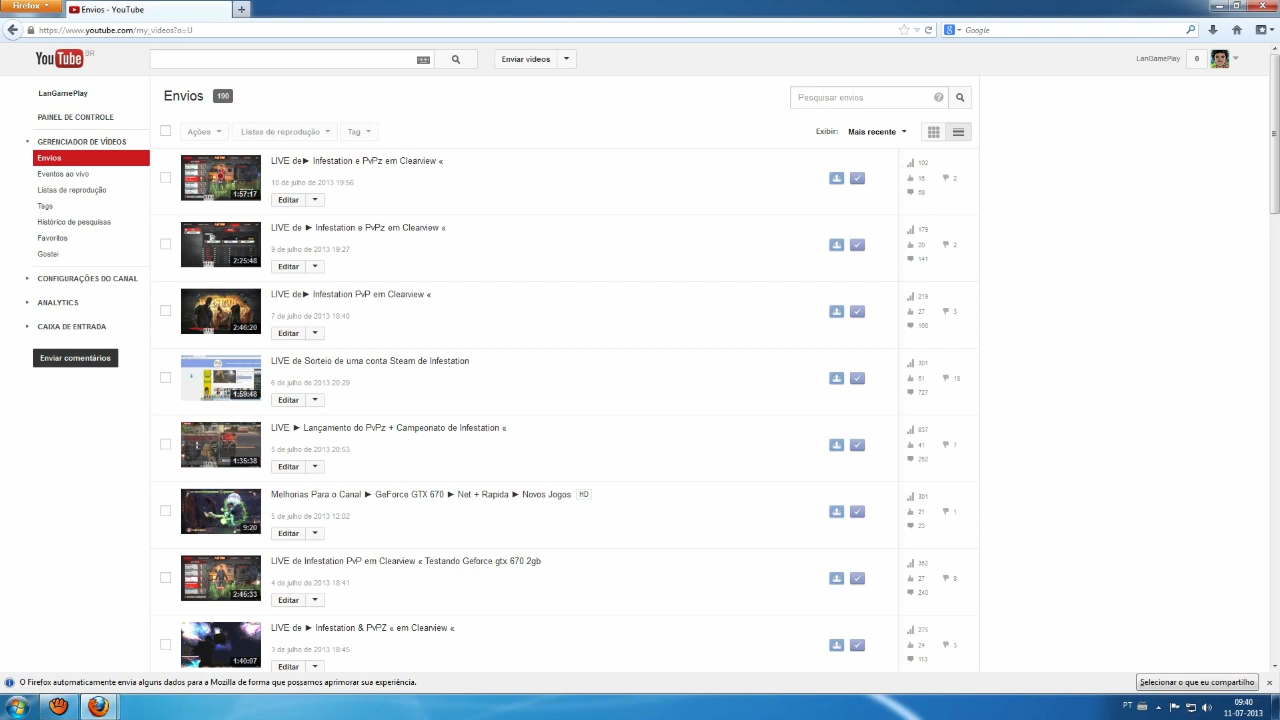 Firefox
Envios - YouTube
https://www.youtube.com/my_videos?o=U
Google
YouTube BR
Enviar vídeos
LanGamePlay
0
LanGamePlay
PAINEL DE CONTROLE
GERENCIADOR DE VÍDEOS
Envios
Eventos ao vivo
Listas de reprodução
Tags
Histórico de pesquisas
Favoritos
Gostei
CONFIGURAÇÕES DO CANAL
ANALYTICS
CAIXA DE ENTRADA
Enviar comentários
Envios 190
Pesquisar envios
Ações
Listas de reprodução
Tag
Exibir: Mais recente
LIVE de► Infestation e PvPz em Clearview «
10 de julho de 2013 19:56
1:57:17
Editar
102
16
2
58
LIVE de ► Infestation e PvPz em Clearview «
9 de julho de 2013 19:27
2:25:48
Editar
179
20
2
141
LIVE de► Infestation PvP em Clearview «
7 de julho de 2013 18:40
2:46:20
Editar
219
27
3
166
LIVE de Sorteio de uma conta Steam de Infestation
6 de julho de 2013 20:29
1:59:48
Editar
301
51
18
727
LIVE ► Lançamento do PvPz + Campeonato de Infestation «
5 de julho de 2013 20:53
1:35:38
Editar
837
41
7
252
Melhorias Para o Canal ► GeForce GTX 670 ► Net + Rapida ► Novos Jogos HD
5 de julho de 2013 12:02
9:20
Editar
301
21
1
23
LIVE de Infestation PvP em Clearview « Testando Geforce gtx 670 2gb
4 de julho de 2013 18:41
2:45:33
Editar
352
27
8
240
LIVE de ► Infestation & PvPZ « em Clearview «
3 de julho de 2013 18:45
1:40:07
Editar
275
24
3
113
O Firefox automaticamente envia alguns dados para a Mozilla de forma que possamos aprimorar sua experiência.
Selecionar o que eu compartilho
PT
09:40
11-07-2013